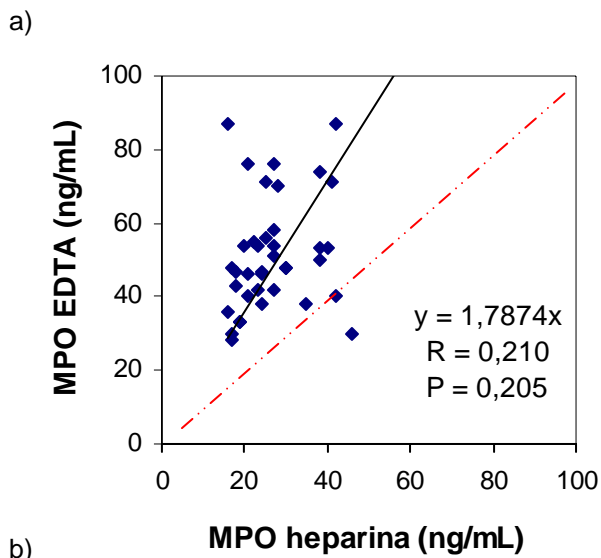 a)
100
80
60
40
20
0
MPO EDTA (ng/mL)
y = 1,7874x
R = 0,210
P = 0,205
0 20 40 60 80 100
MPO heparina (ng/mL)
b)